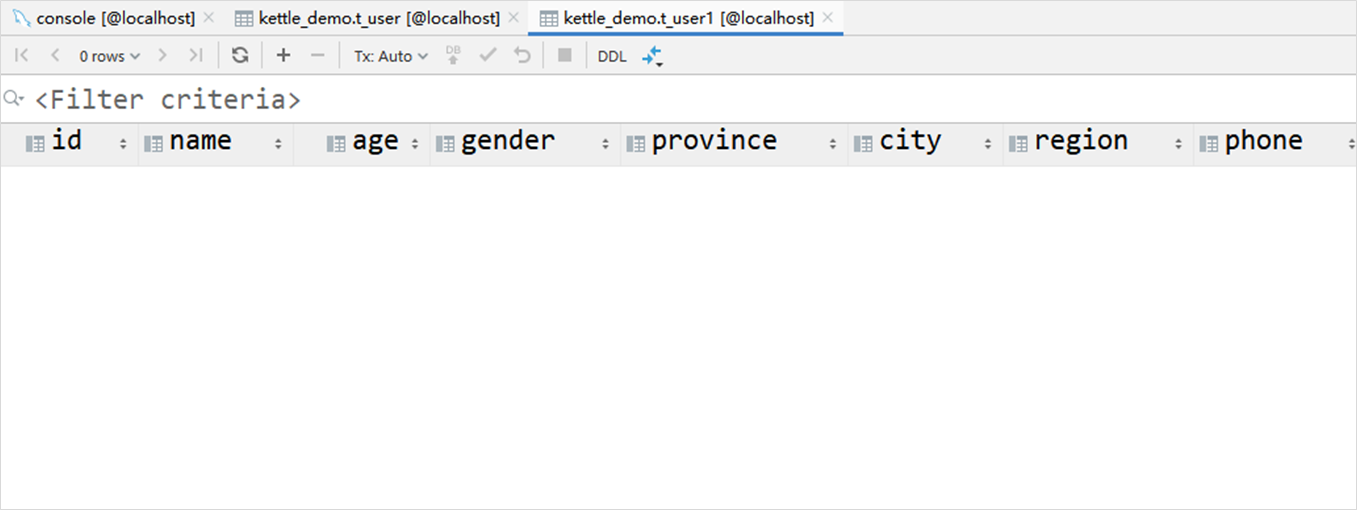 console [@localhost] kettle_demo.t_user [@localhost] kettle_demo.t_user1 [@localhost]
0 rows Tx: Auto DB DDL
<Filter criteria>
id name age gender province city region phone